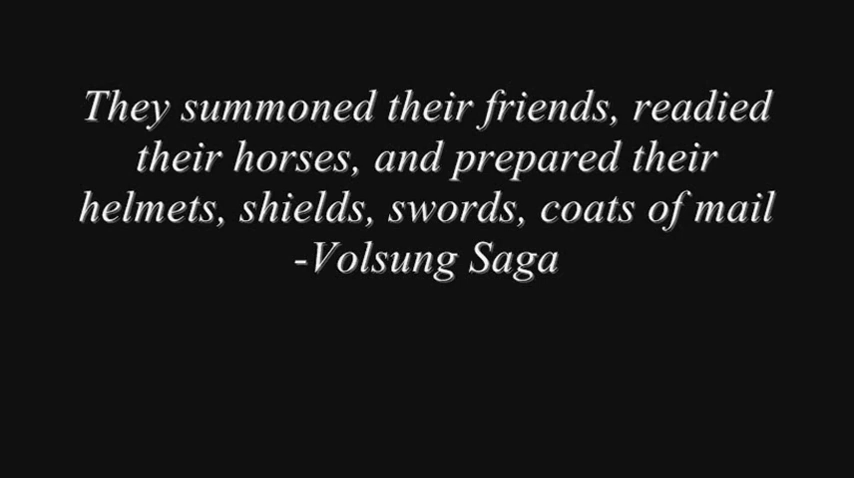 They summoned their friends, readied
their horses, and prepared their
helmets, shields, swords, coats of mail
-Volsung Saga